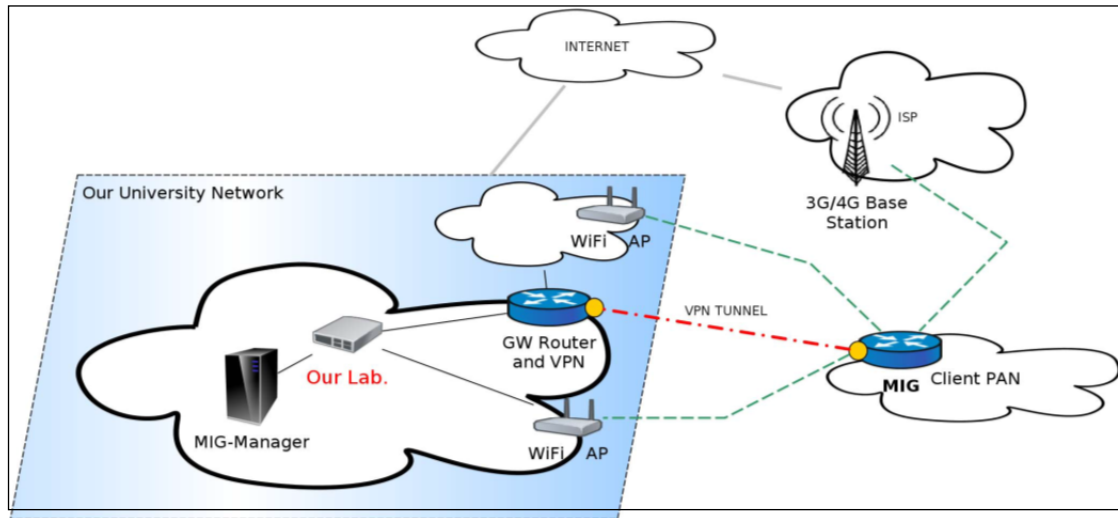 INTERNET
ISP
3G/4G Base
Station
Our University Network
WiFi AP
VPN TUNNEL
GW Router
and VPN
Our Lab.
MIG Client PAN
MIG-Manager
WiFi AP